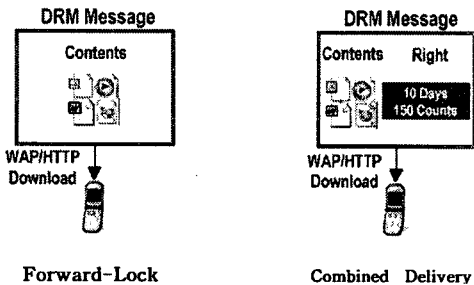 DRM Message
Contents
WAP/HTTP
Download
Forward-Lock
DRM Message
Contents Right
10 Days
150 Counts
WAP/HTTP
Download
Combined Delivery